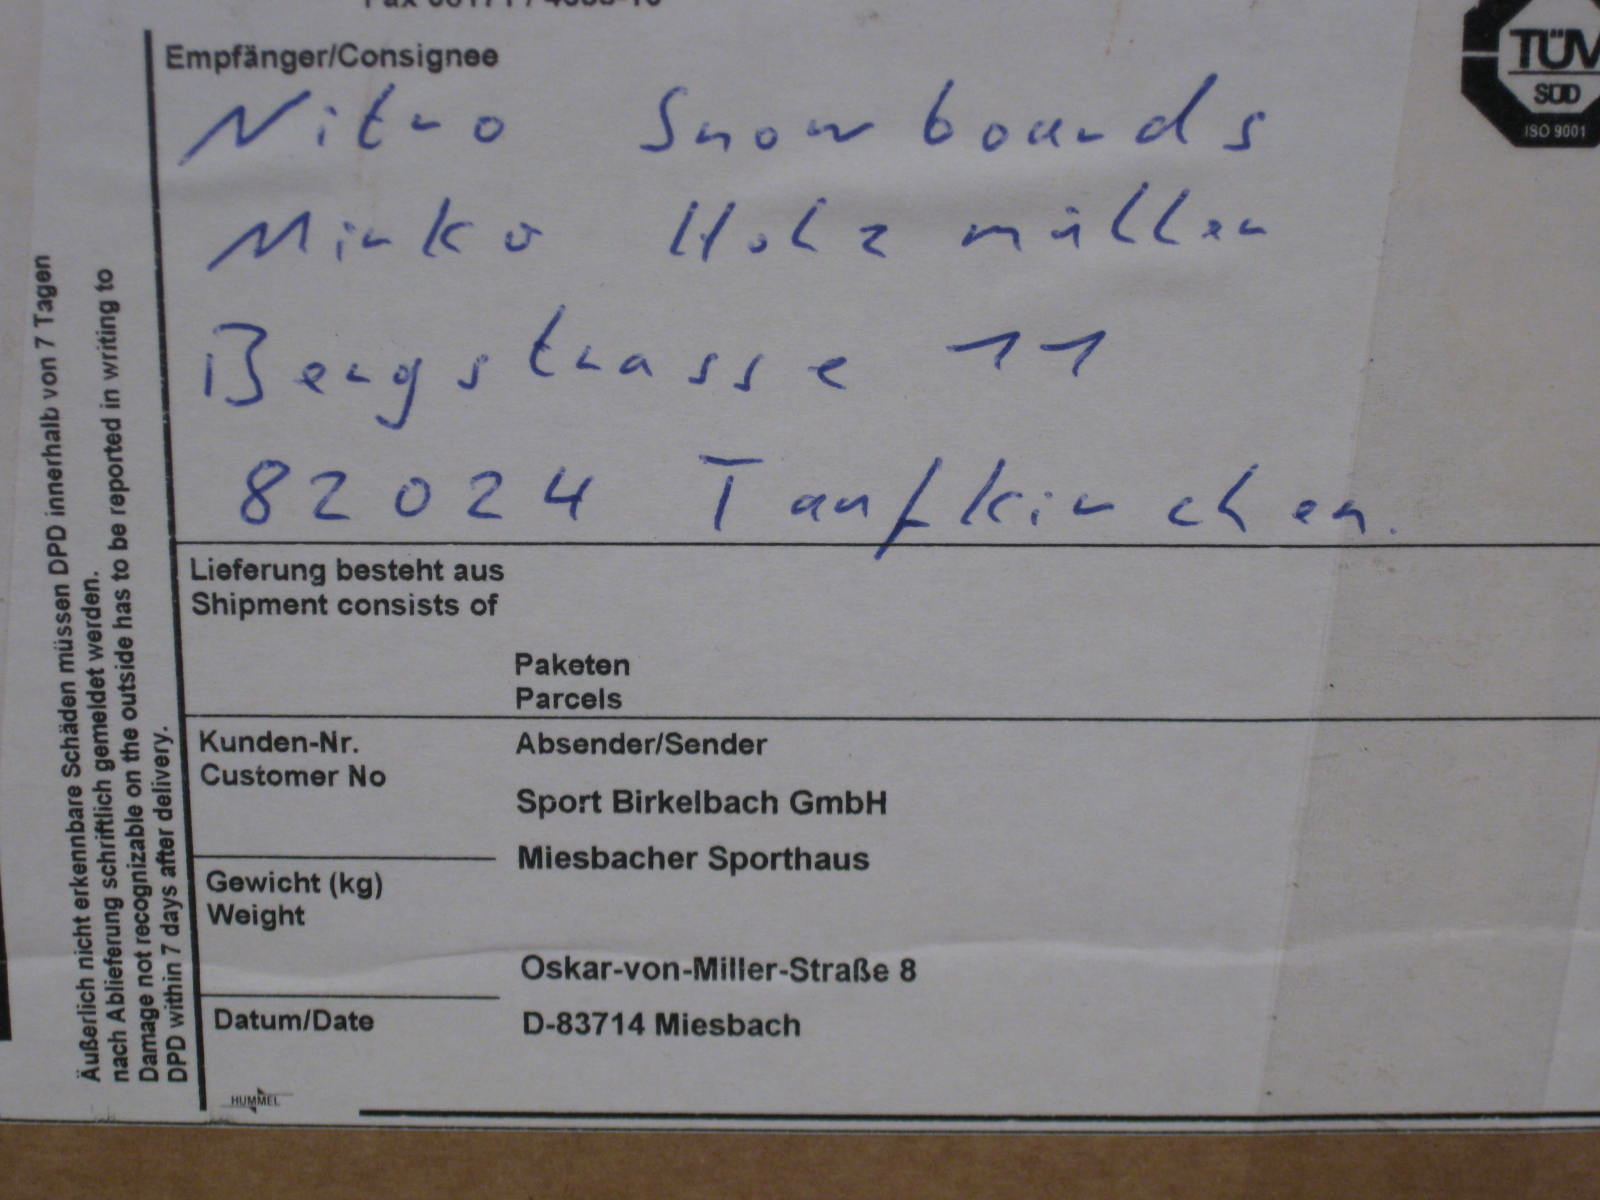 Empfänger/Consignee
Nitro Snowboards
Mirko Holzmüller
Bergstrasse 11
82024 Taufkirchen.
TÜV
SÜD
ISO 9001
Lieferung besteht aus
Shipment consists of
Paketen
Parcels
Kunden-Nr.
Customer No
Absender/Sender
Sport Birkelbach GmbH
Miesbacher Sporthaus
Gewicht (kg)
Weight
Oskar-von-Miller-Straße 8
Datum/Date
D-83714 Miesbach
HUMMEL
Äußerlich nicht erkennbare Schäden müssen DPD innerhalb von 7 Tagen
nach Ablieferung schriftlich gemeldet werden.
Damage not recognizable on the outside has to be reported in writing to
DPD within 7 days after delivery.